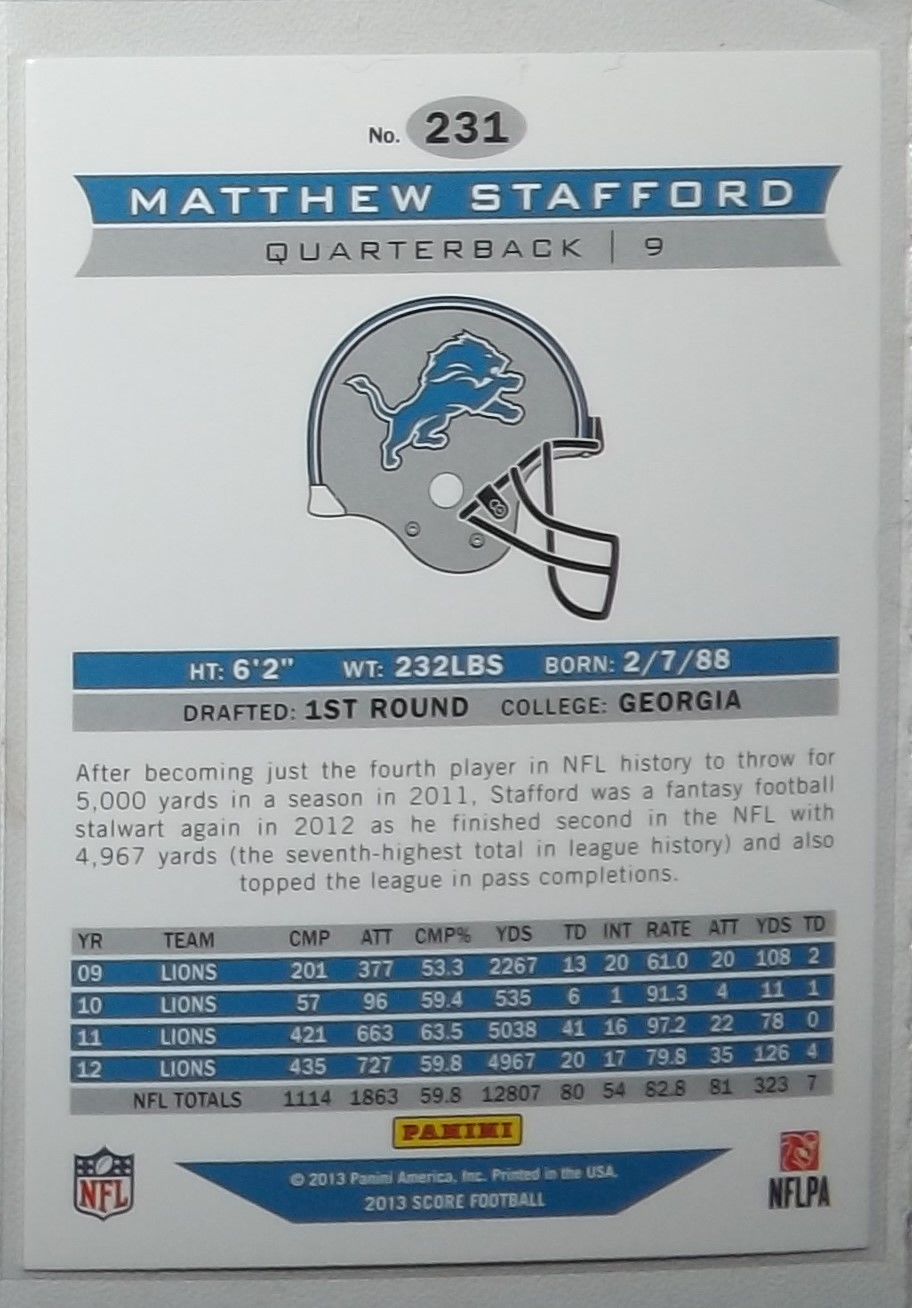 No. 231
MATTHEW STAFFORD
QUARTERBACK | 9
HT: 6'2" WT: 232LBS BORN: 2/7/88
DRAFTED: 1ST ROUND COLLEGE: GEORGIA
After becoming just the fourth player in NFL history to throw for
5,000 yards in a season in 2011, Stafford was a fantasy football
stalwart again in 2012 as he finished second in the NFL with
4,967 yards (the seventh-highest total in league history) and also
topped the league in pass completions.
YR TEAM CMP ATT CMP% YDS TD INT RATE ATT YDS TD
09 LIONS 201 377 53.3 2267 13 20 61.0 20 108 2
10 LIONS 57 96 59.4 535 6 1 91.3 4 11 1
11 LIONS 421 663 63.5 5038 41 16 97.2 22 78 0
12 LIONS 435 727 59.8 4967 20 17 79.8 35 126 4
NFL TOTALS 1114 1863 59.8 12807 80 54 82.8 81 323 7
PANINI
NFL
© 2013 Panini America, Inc. Printed in the USA.
2013 SCORE FOOTBALL
NFLPA